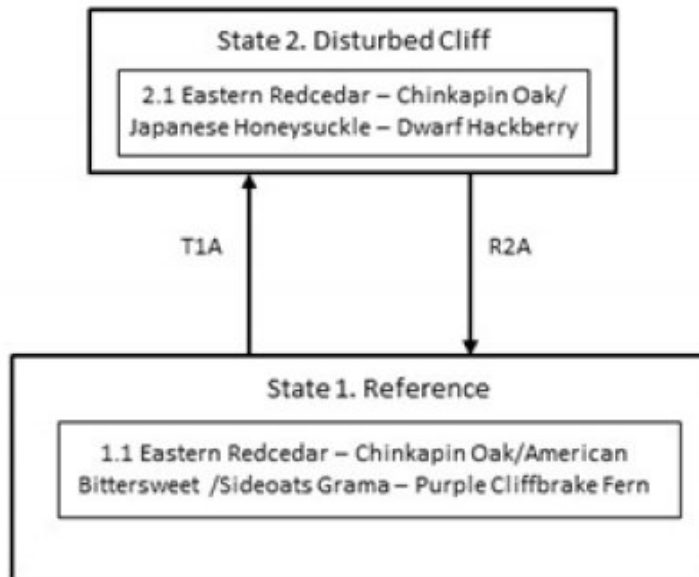 State 2. Disturbed Cliff
2.1 Eastern Redcedar – Chinkapin Oak/
Japanese Honeysuckle – Dwarf Hackberry
T1A
R2A
State 1. Reference
1.1 Eastern Redcedar – Chinkapin Oak/American
Bittersweet /Sideoats Grama – Purple Cliffbrake Fern